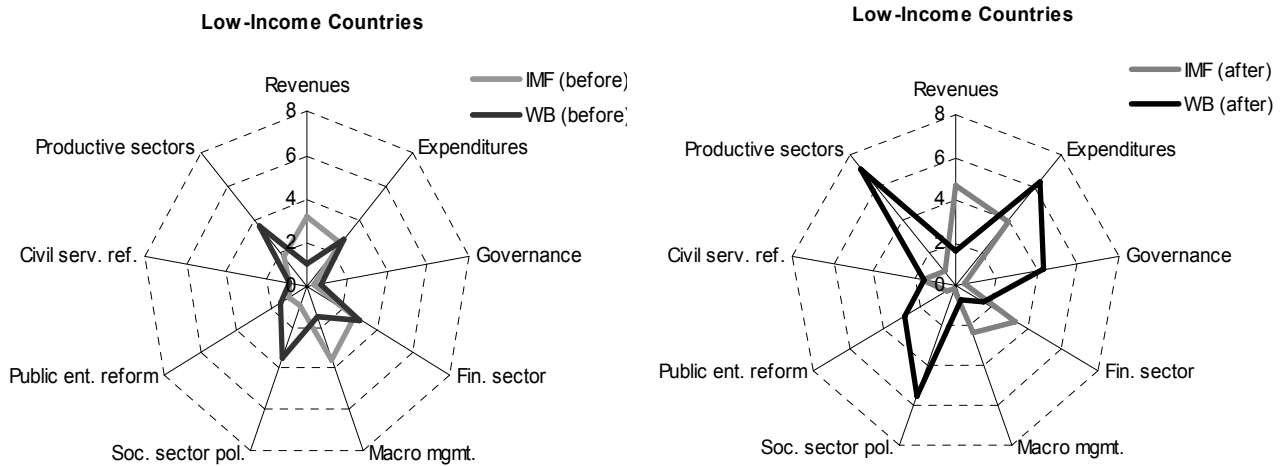 Low-Income Countries
IMF (before)
WB (before)
Revenues
8
6
4
2
0
Expenditures
Governance
Fin. sector
Macro mgmt.
Soc. sector pol.
Public ent. reform
Civil serv. ref.
Productive sectors
Low-Income Countries
IMF (after)
WB (after)
Revenues
8
6
4
2
0
Expenditures
Governance
Fin. sector
Macro mgmt.
Soc. sector pol.
Public ent. reform
Civil serv. ref.
Productive sectors